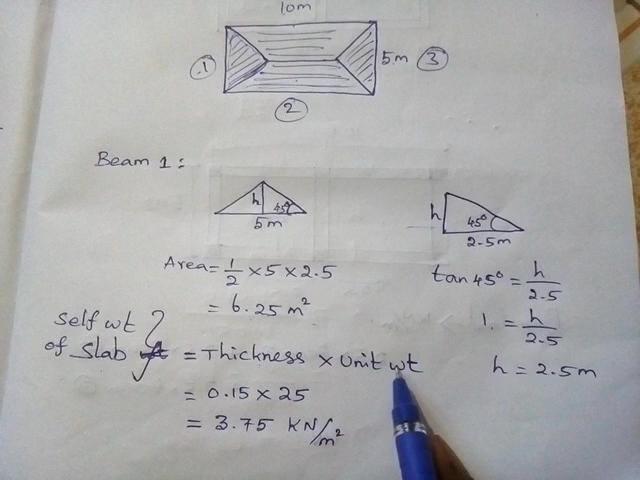 10m
1 5m 3
2
Beam 1:
h 45° 5m
h 45° 2.5m
Area = 1/2 × 5 × 2.5
= 6.25 m²
tan 45° = h/2.5
1. = h/2.5
h = 2.5m
Self wt
of Slab = Thickness × Unit wt
= 0.15 × 25
= 3.75 KN/m²